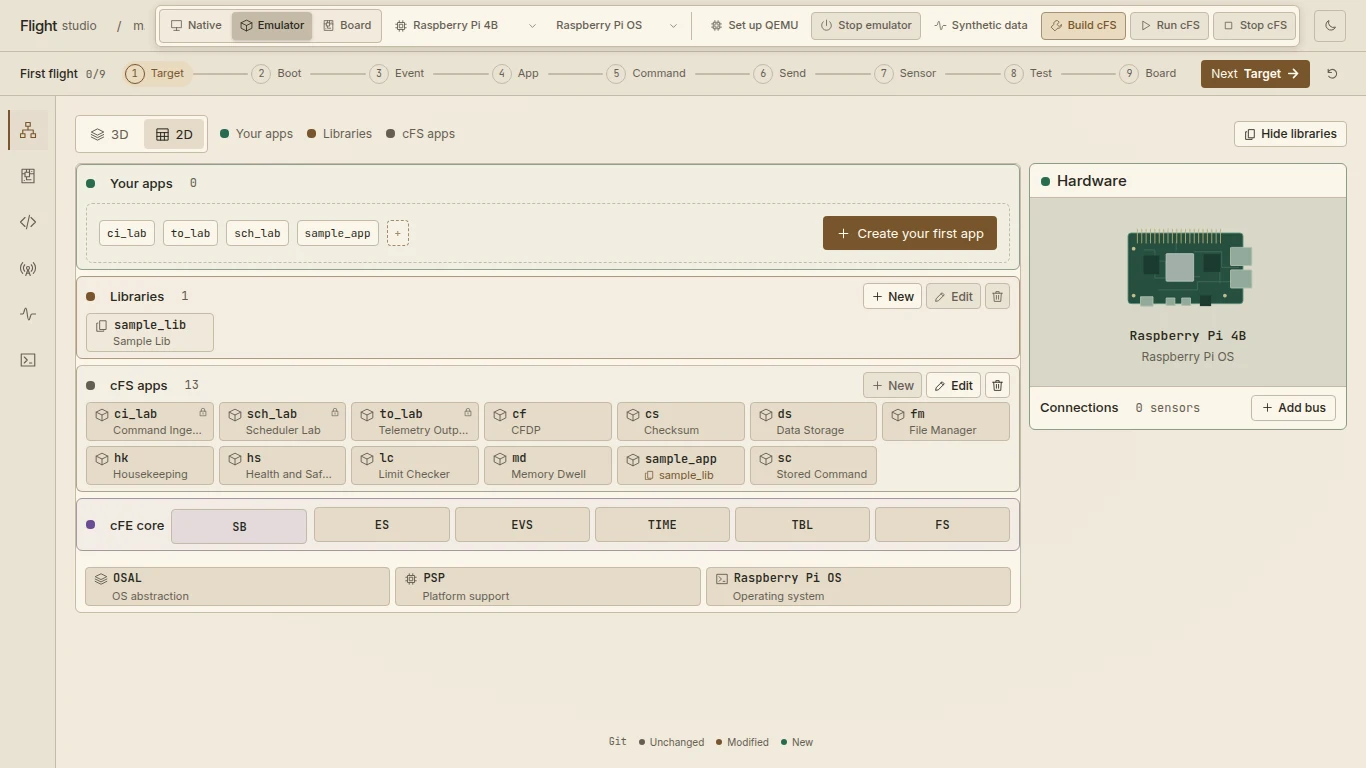 Flight studio / m
Native Emulator Board Raspberry Pi 4B Raspberry Pi OS Set up QEMU Stop emulator Synthetic data Build cFS Run cFS Stop cFS
First flight 0/9 1 Target 2 Boot 3 Event 4 App 5 Command 6 Send 7 Sensor 8 Test 9 Board Next Target →
3D 2D Your apps Libraries cFS apps Hide libraries
Your apps 0
ci_lab to_lab sch_lab sample_app + + Create your first app
Libraries 1 + New Edit
sample_lib
Sample Lib
cFS apps 13 + New Edit
ci_lab sch_lab to_lab cf cs ds fm
Command Inge... Scheduler Lab Telemetry Outp... CFDP Checksum Data Storage File Manager
hk hs lc md sample_app sc
Housekeeping Health and Saf... Limit Checker Memory Dwell sample_lib Stored Command
cFE core SB ES EVS TIME TBL FS
OSAL PSP Raspberry Pi OS
OS abstraction Platform support Operating system
Hardware
Raspberry Pi 4B
Raspberry Pi OS
Connections 0 sensors + Add bus
Git Unchanged Modified New